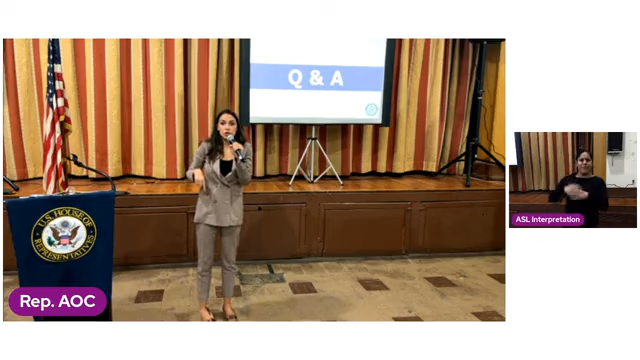 Q & A
U.S. HOUSE OF
REPRESENTATIVES
Rep. AOC
ASL Interpretation